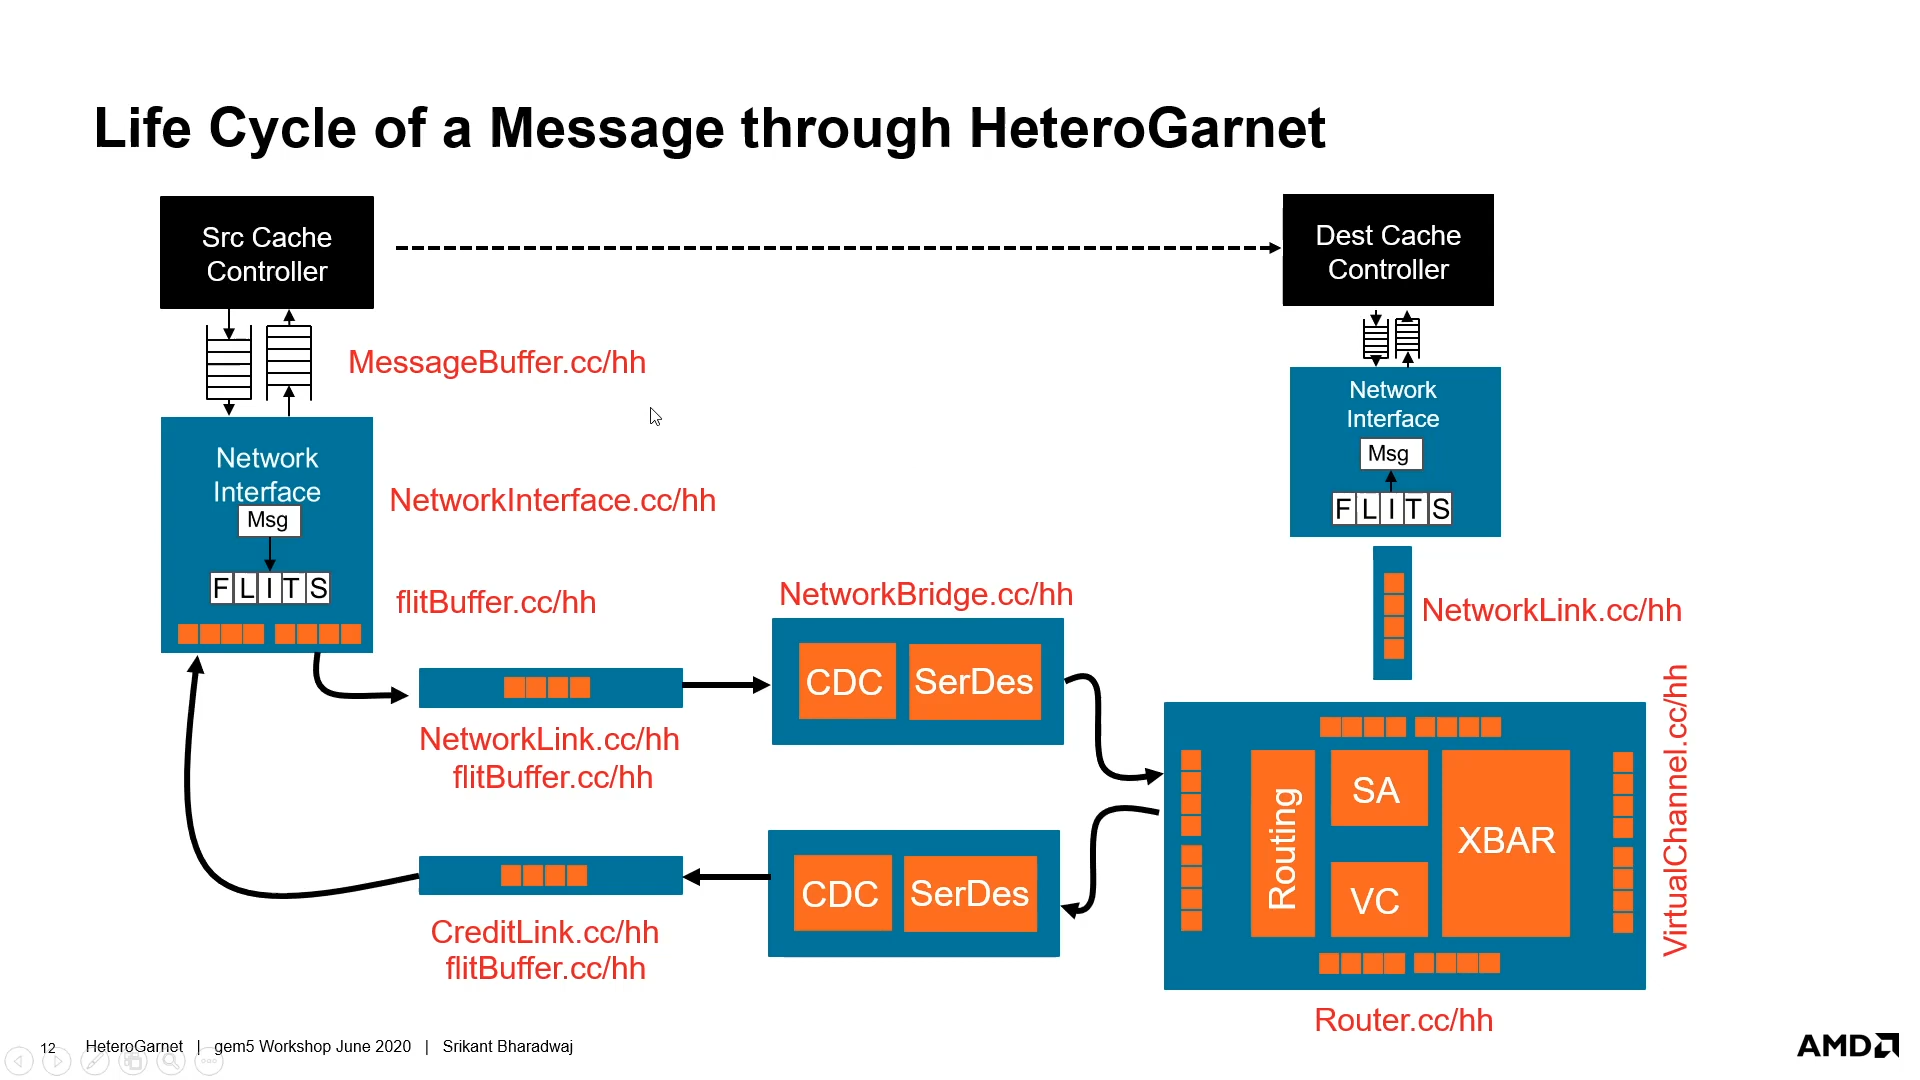 Life Cycle of a Message through HeteroGarnet
Src Cache
Controller
Dest Cache
Controller
MessageBuffer.cc/hh
Network
Interface
Msg
FLITS
NetworkInterface.cc/hh
flitBuffer.cc/hh
NetworkLink.cc/hh
flitBuffer.cc/hh
NetworkBridge.cc/hh
CDC
SerDes
CreditLink.cc/hh
flitBuffer.cc/hh
CDC
SerDes
Network
Interface
Msg
FLITS
NetworkLink.cc/hh
Routing
SA
VC
XBAR
VirtualChannel.cc/hh
Router.cc/hh
12 HeteroGarnet | gem5 Workshop June 2020 | Srikant Bharadwaj
AMD